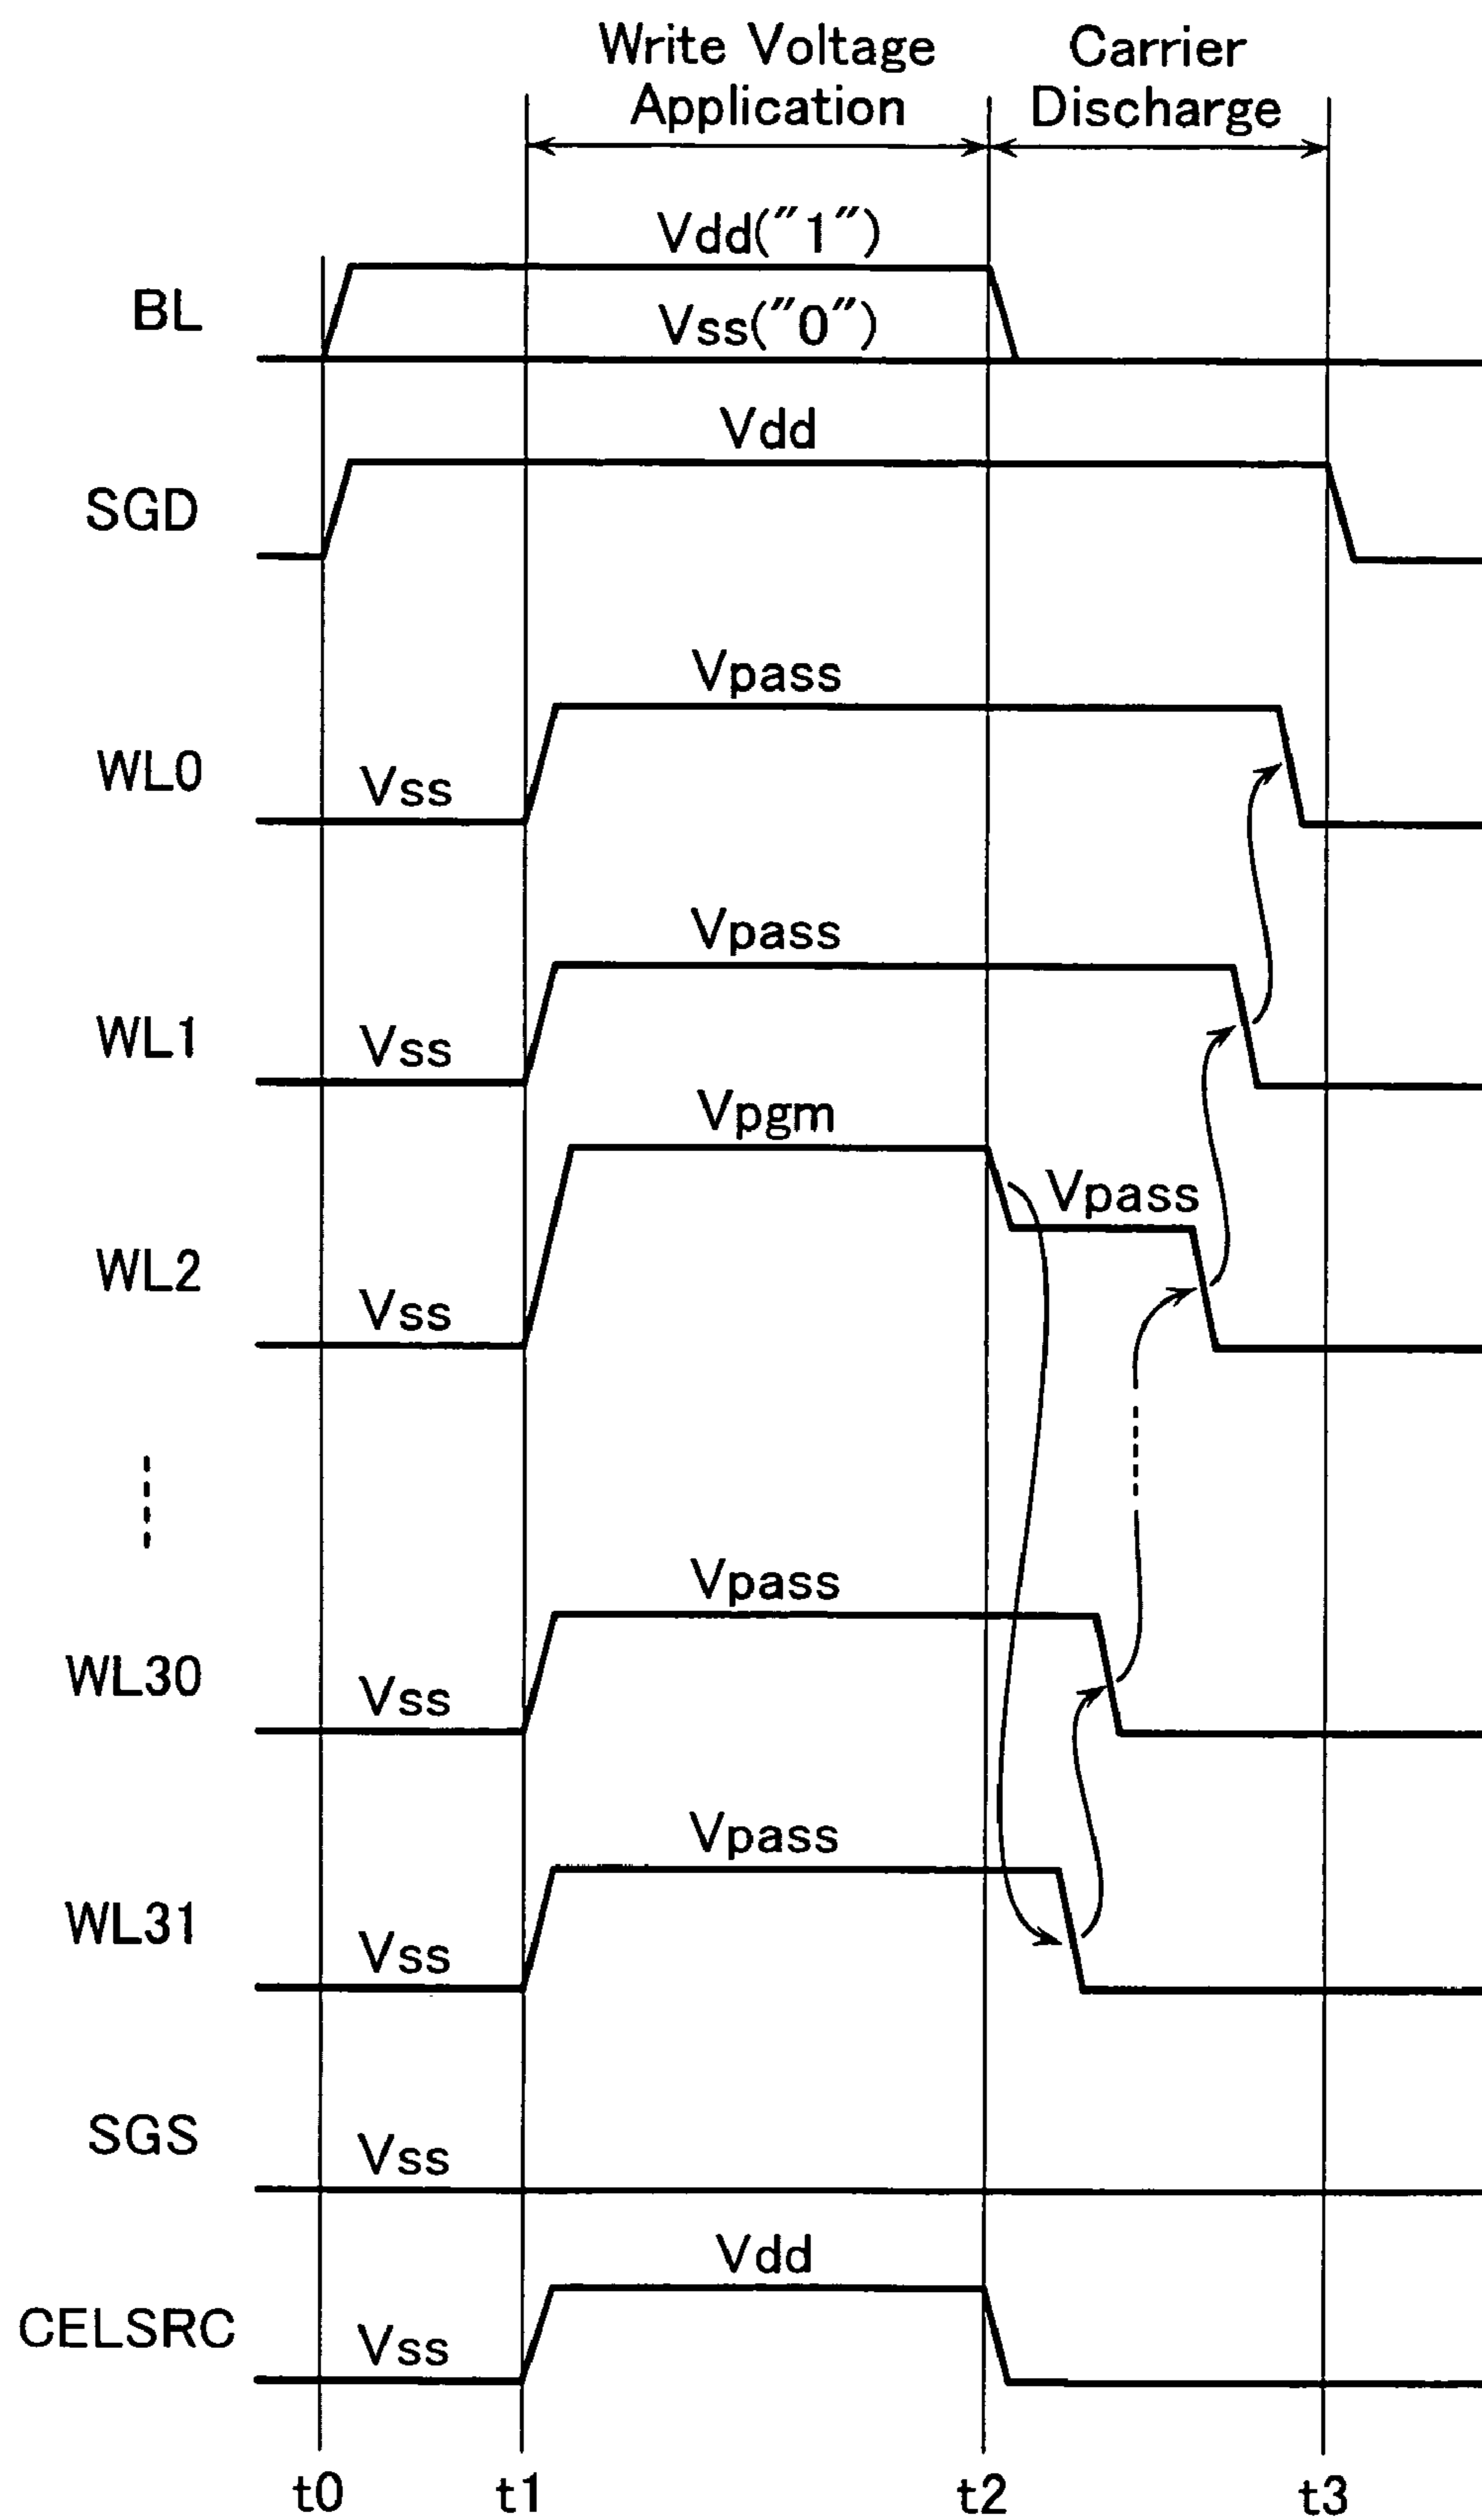 Write Voltage
Application
Carrier
Discharge
BL
Vdd("1")
Vss("0")
SGD
Vdd
WL0
Vss
Vpass
WL1
Vss
Vpass
WL2
Vss
Vpgm
Vpass
WL30
Vss
Vpass
WL31
Vss
Vpass
SGS
Vss
CELSRC
Vss
Vdd
t0
t1
t2
t3